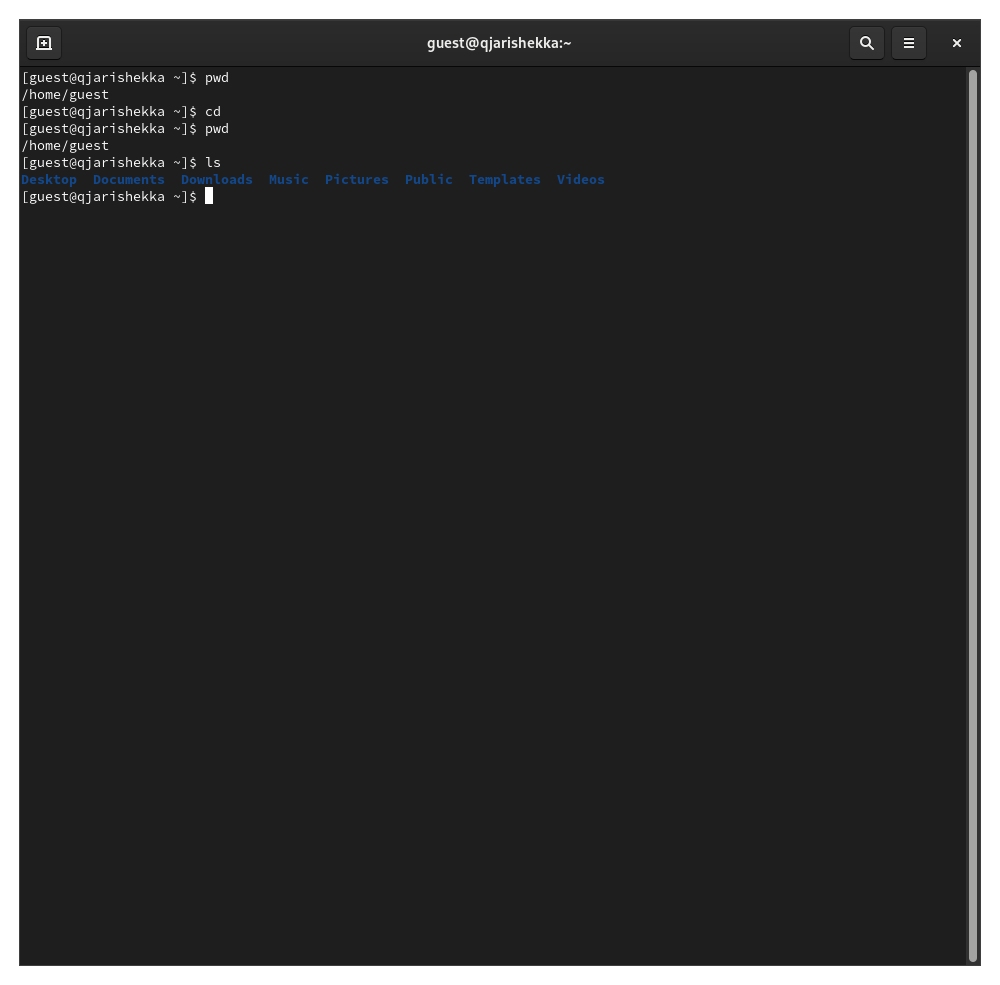 guest@qjarishekka:~
[guest@qjarishekka ~]$ pwd
/home/guest
[guest@qjarishekka ~]$ cd
[guest@qjarishekka ~]$ pwd
/home/guest
[guest@qjarishekka ~]$ ls
Desktop  Documents  Downloads  Music  Pictures  Public  Templates  Videos
[guest@qjarishekka ~]$